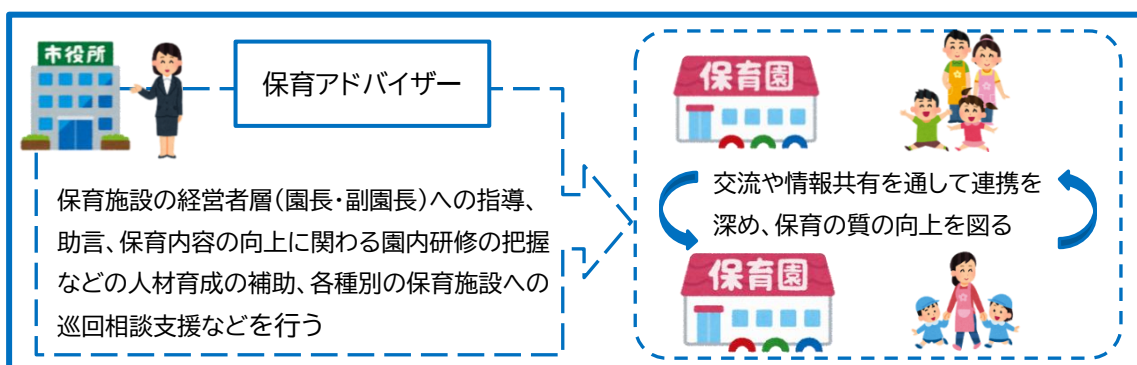 市役所
保育アドバイザー
保育施設の経営者層(園長・副園長)への指導、
助言、保育内容の向上に関わる園内研修の把握
などの人材育成の補助、各種別の保育施設への
巡回相談支援などを行う
保育園
交流や情報共有を通して連携を
深め、保育の質の向上を図る
保育園